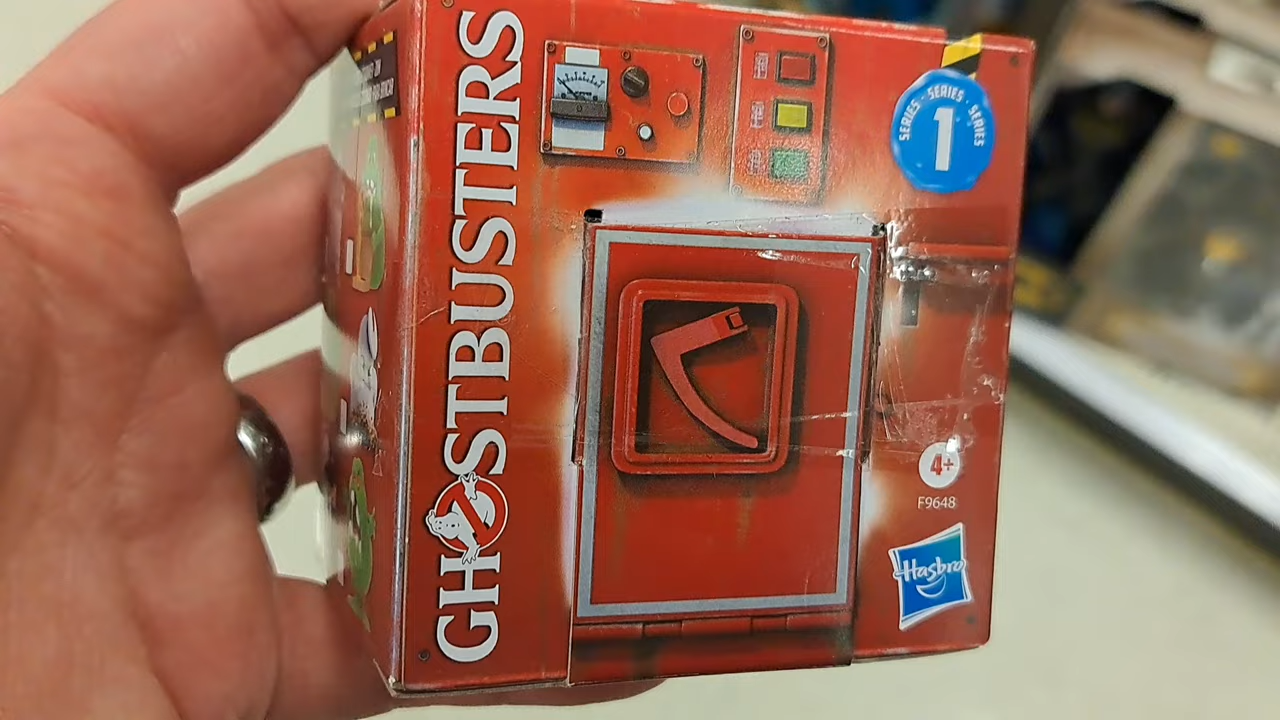 GHOSTBUSTERS
SERIES · SERIES · SERIES
1
4+
F9648
Hasbro